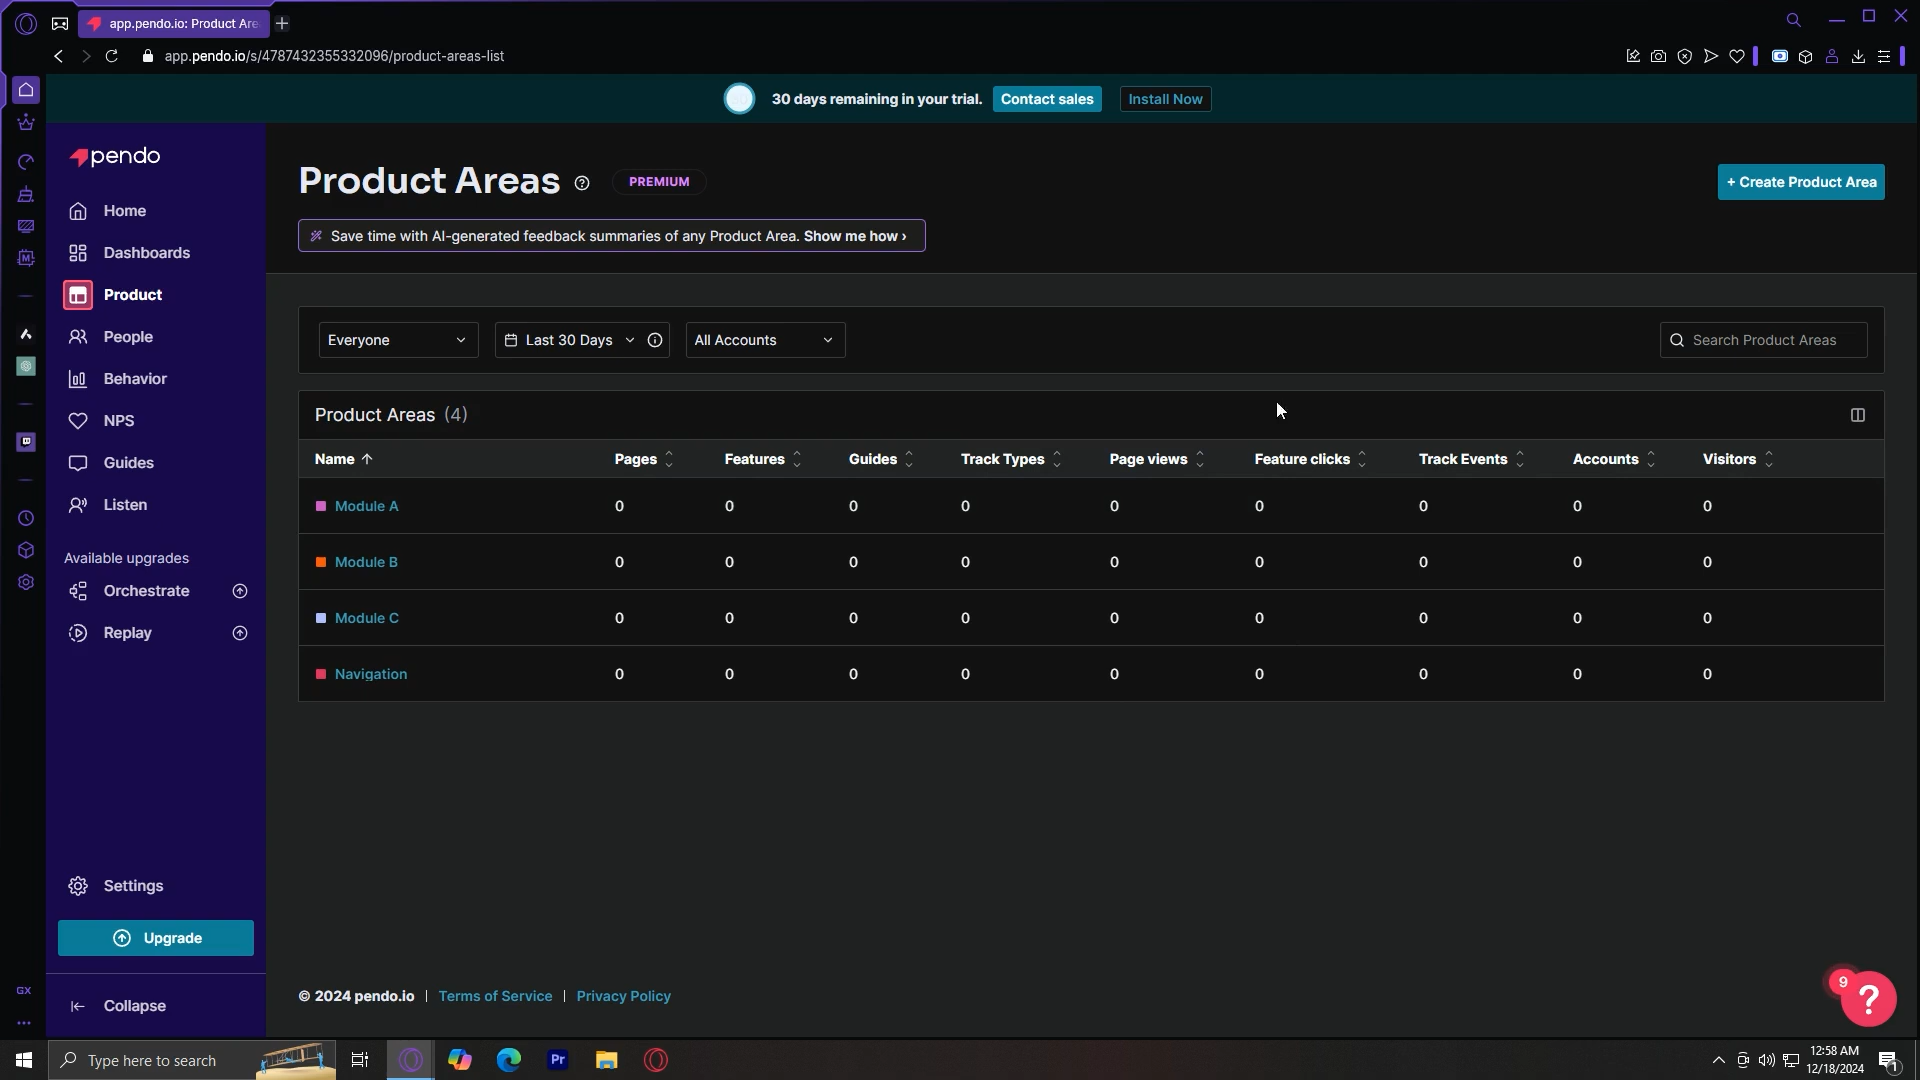 app.pendo.io: Product Are
app.pendo.io/s/4787432355332096/product-areas-list
30 days remaining in your trial. Contact sales Install Now
pendo
Home
Dashboards
Product
People
Behavior
NPS
Guides
Listen
Available upgrades
Orchestrate
Replay
Settings
Upgrade
Collapse
GX
M
Product Areas ? PREMIUM
+ Create Product Area
Save time with AI-generated feedback summaries of any Product Area. Show me how ›
Everyone Last 30 Days All Accounts Search Product Areas
Product Areas (4)
Name Pages Features Guides Track Types Page views Feature clicks Track Events Accounts Visitors
Module A 0 0 0 0 0 0 0 0 0
Module B 0 0 0 0 0 0 0 0 0
Module C 0 0 0 0 0 0 0 0 0
Navigation 0 0 0 0 0 0 0 0 0
© 2024 pendo.io | Terms of Service | Privacy Policy
9
?
Type here to search
Pr
12:58 AM
12/18/2024
1